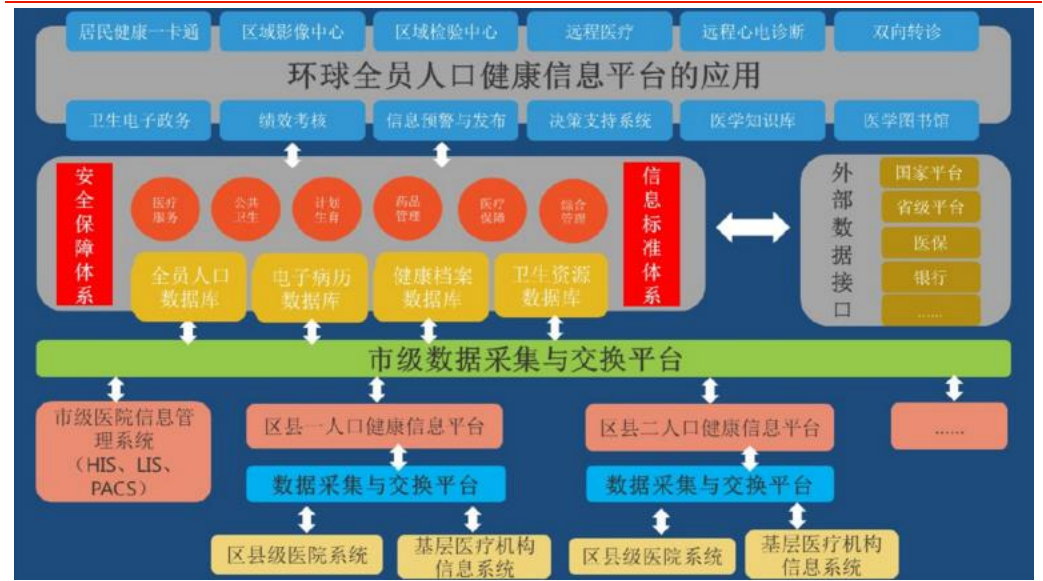 居民健康一卡通
区域影像中心
区域检验中心
远程医疗
远程心电诊断
双向转诊
环球全员人口健康信息平台的应用
卫生电子政务
绩效考核
信息预警与发布
决策支持系统
医学知识库
医学图书馆
安全保障体系
医疗
服务
公共
卫生
计划
生育
药品
管理
医疗
保障
综合
管理
信息标准体系
全员人口
数据库
电子病历
数据库
健康档案
数据库
卫生资源
数据库
外部数据接口
国家平台
省级平台
医保
银行
......
市级数据采集与交换平台
市级医院信息管
理系统
（HIS、LIS、
PACS）
区县一人口健康信息平台
区县二人口健康信息平台
......
数据采集与交换平台
数据采集与交换平台
区县级医院系统
基层医疗机构
信息系统
区县级医院系统
基层医疗机构
信息系统